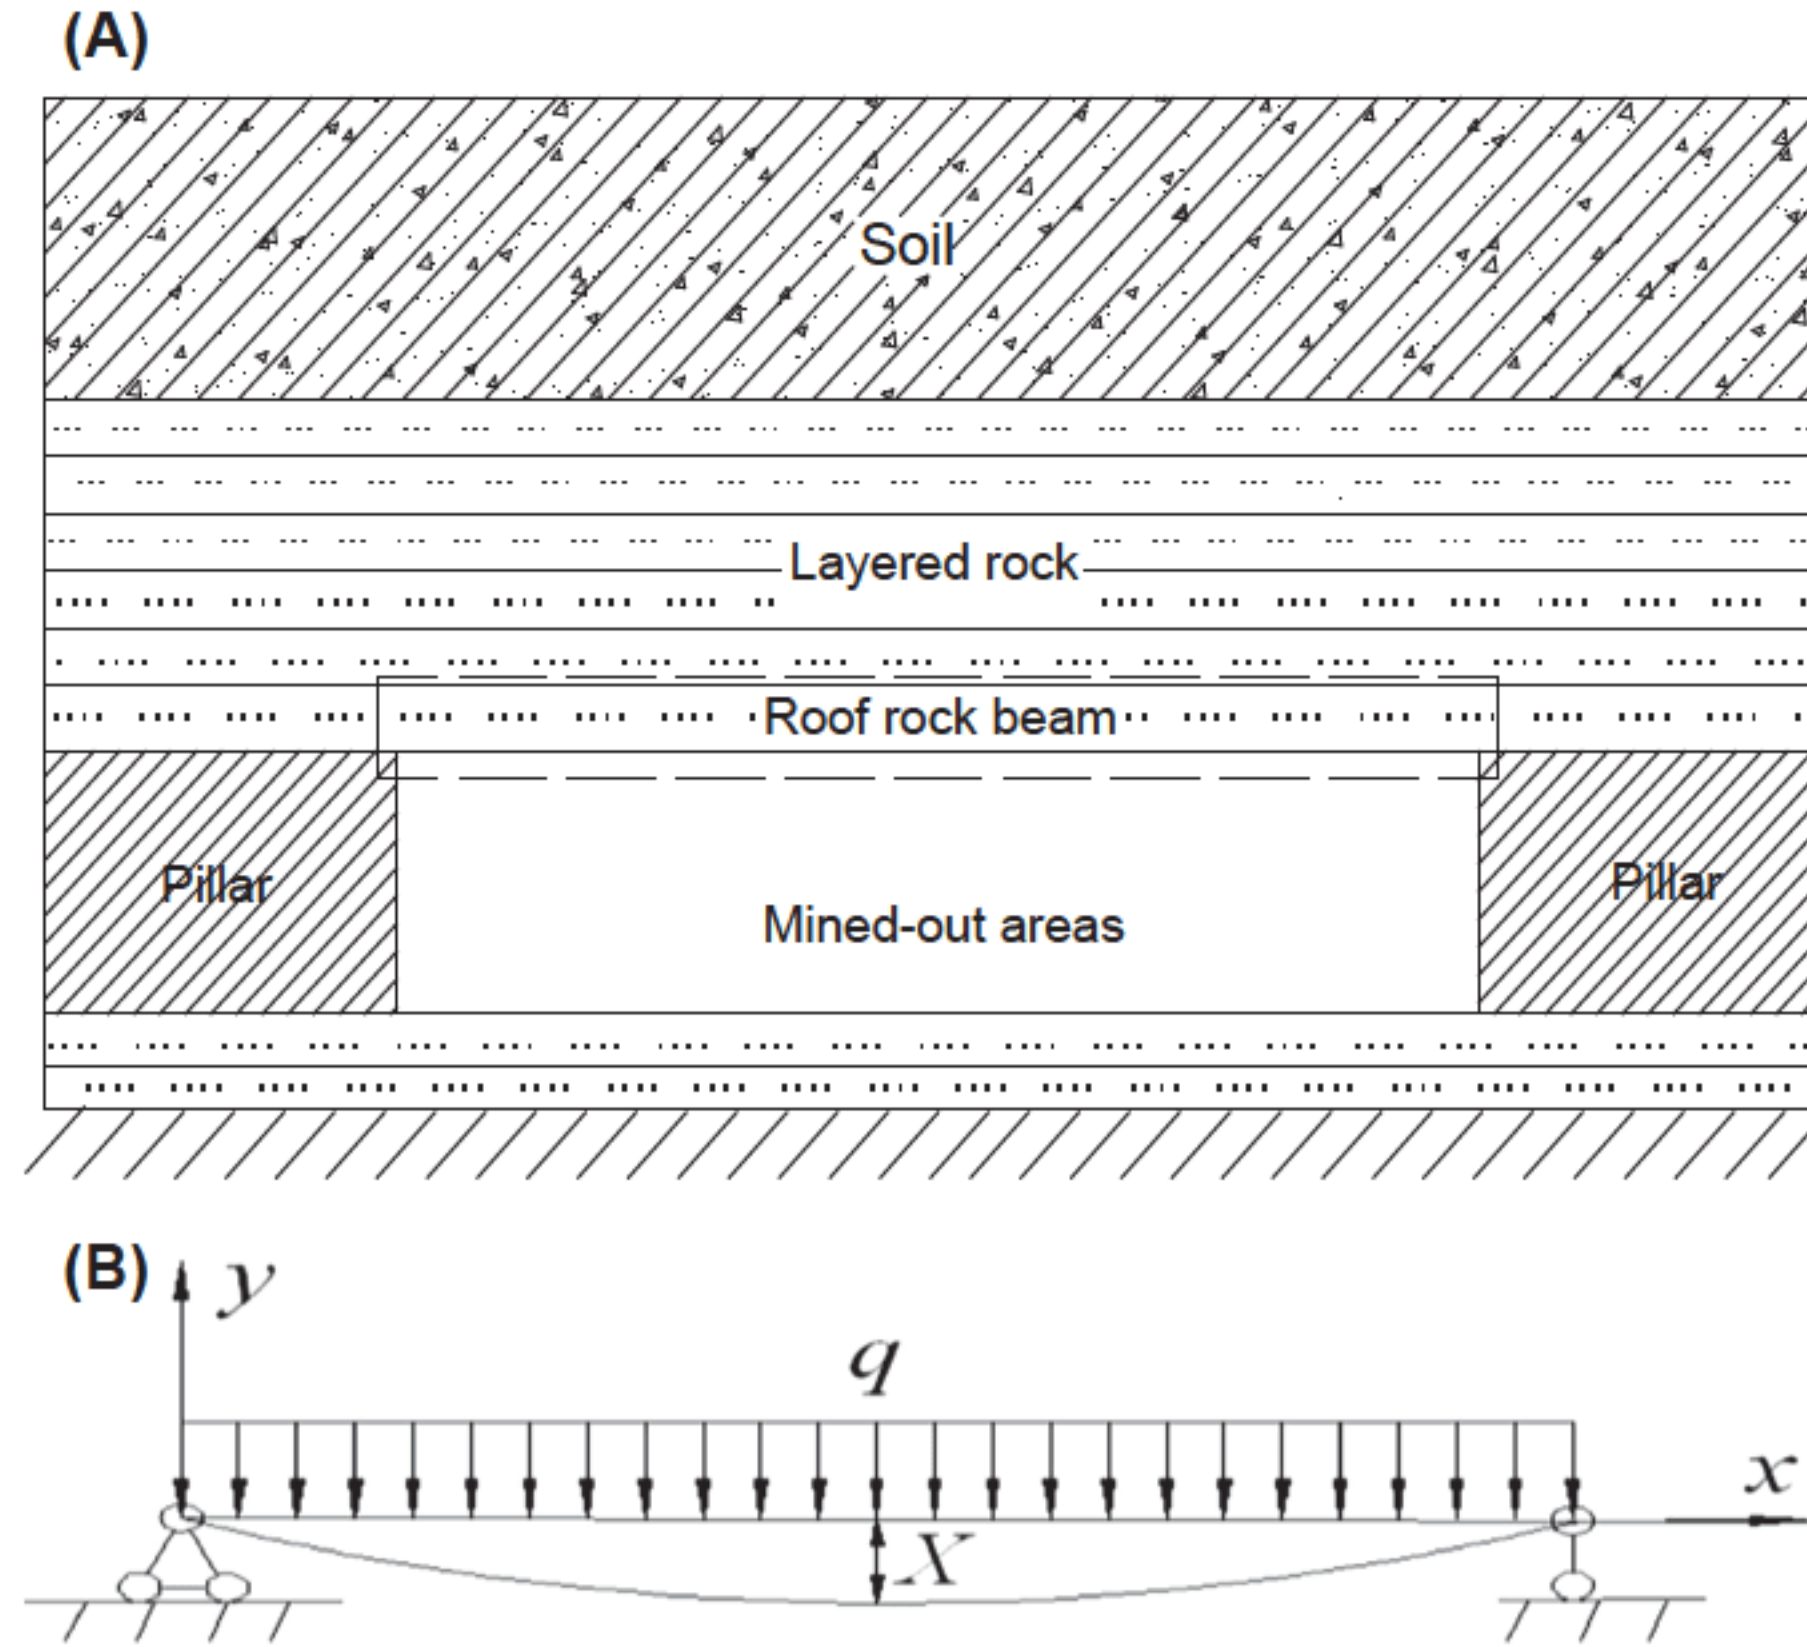 (A)
Soil
Layered rock
Roof rock beam
Pillar
Pillar
Mined-out areas
(B)
y
q
x
X